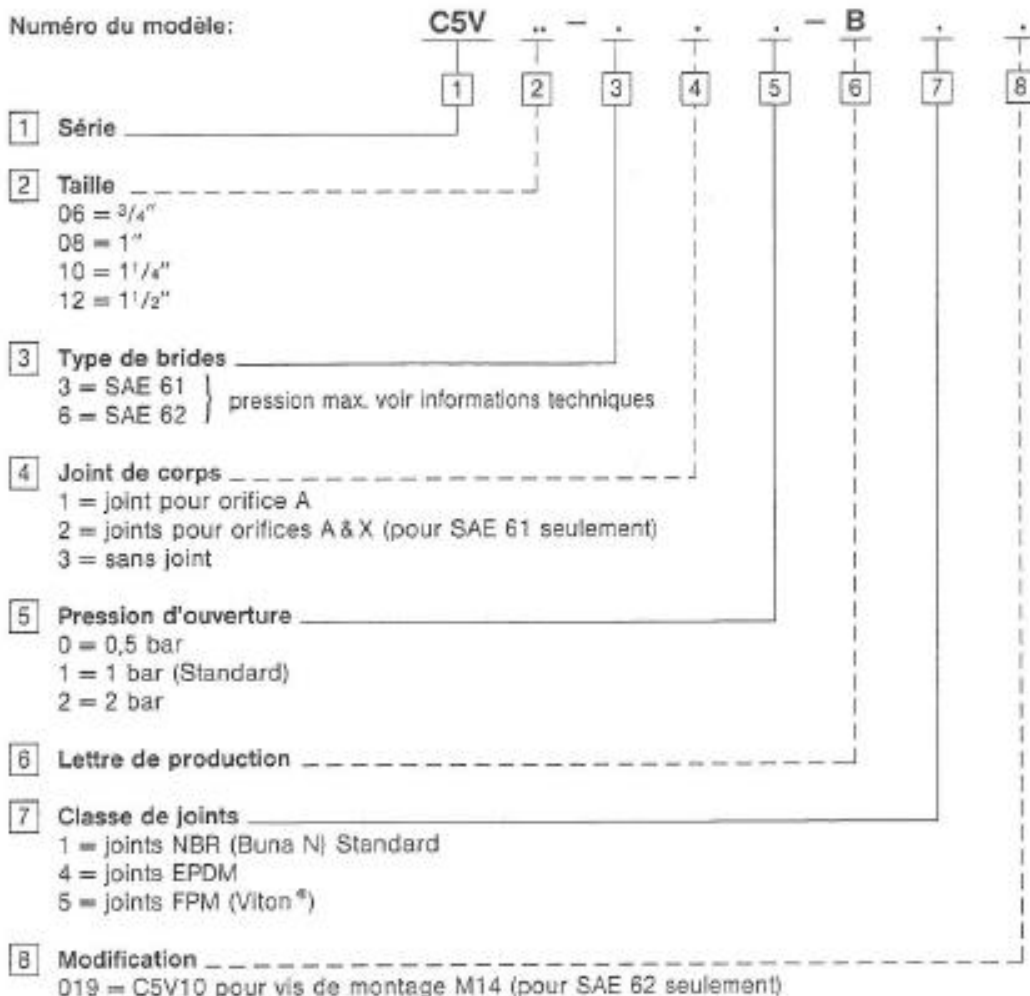 Numéro du modèle: C5V .. – . . . – B . .
1 2 3 4 5 6 7 8
1 Série
2 Taille
06 = 3/4"
08 = 1"
10 = 1 1/4"
12 = 1 1/2"
3 Type de brides
3 = SAE 61
6 = SAE 62 } pression max. voir informations techniques
4 Joint de corps
1 = joint pour orifice A
2 = joints pour orifices A & X (pour SAE 61 seulement)
3 = sans joint
5 Pression d'ouverture
0 = 0,5 bar
1 = 1 bar (Standard)
2 = 2 bar
6 Lettre de production
7 Classe de joints
1 = joints NBR (Buna N) Standard
4 = joints EPDM
5 = joints FPM (Viton®)
8 Modification
019 = C5V10 pour vis de montage M14 (pour SAE 62 seulement)